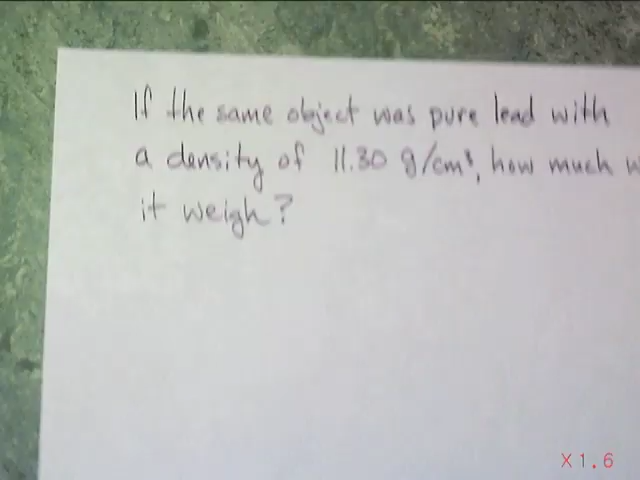 If the same object was pure lead with
a density of 11.30 g/cm³, how much
it weigh?
X1.6